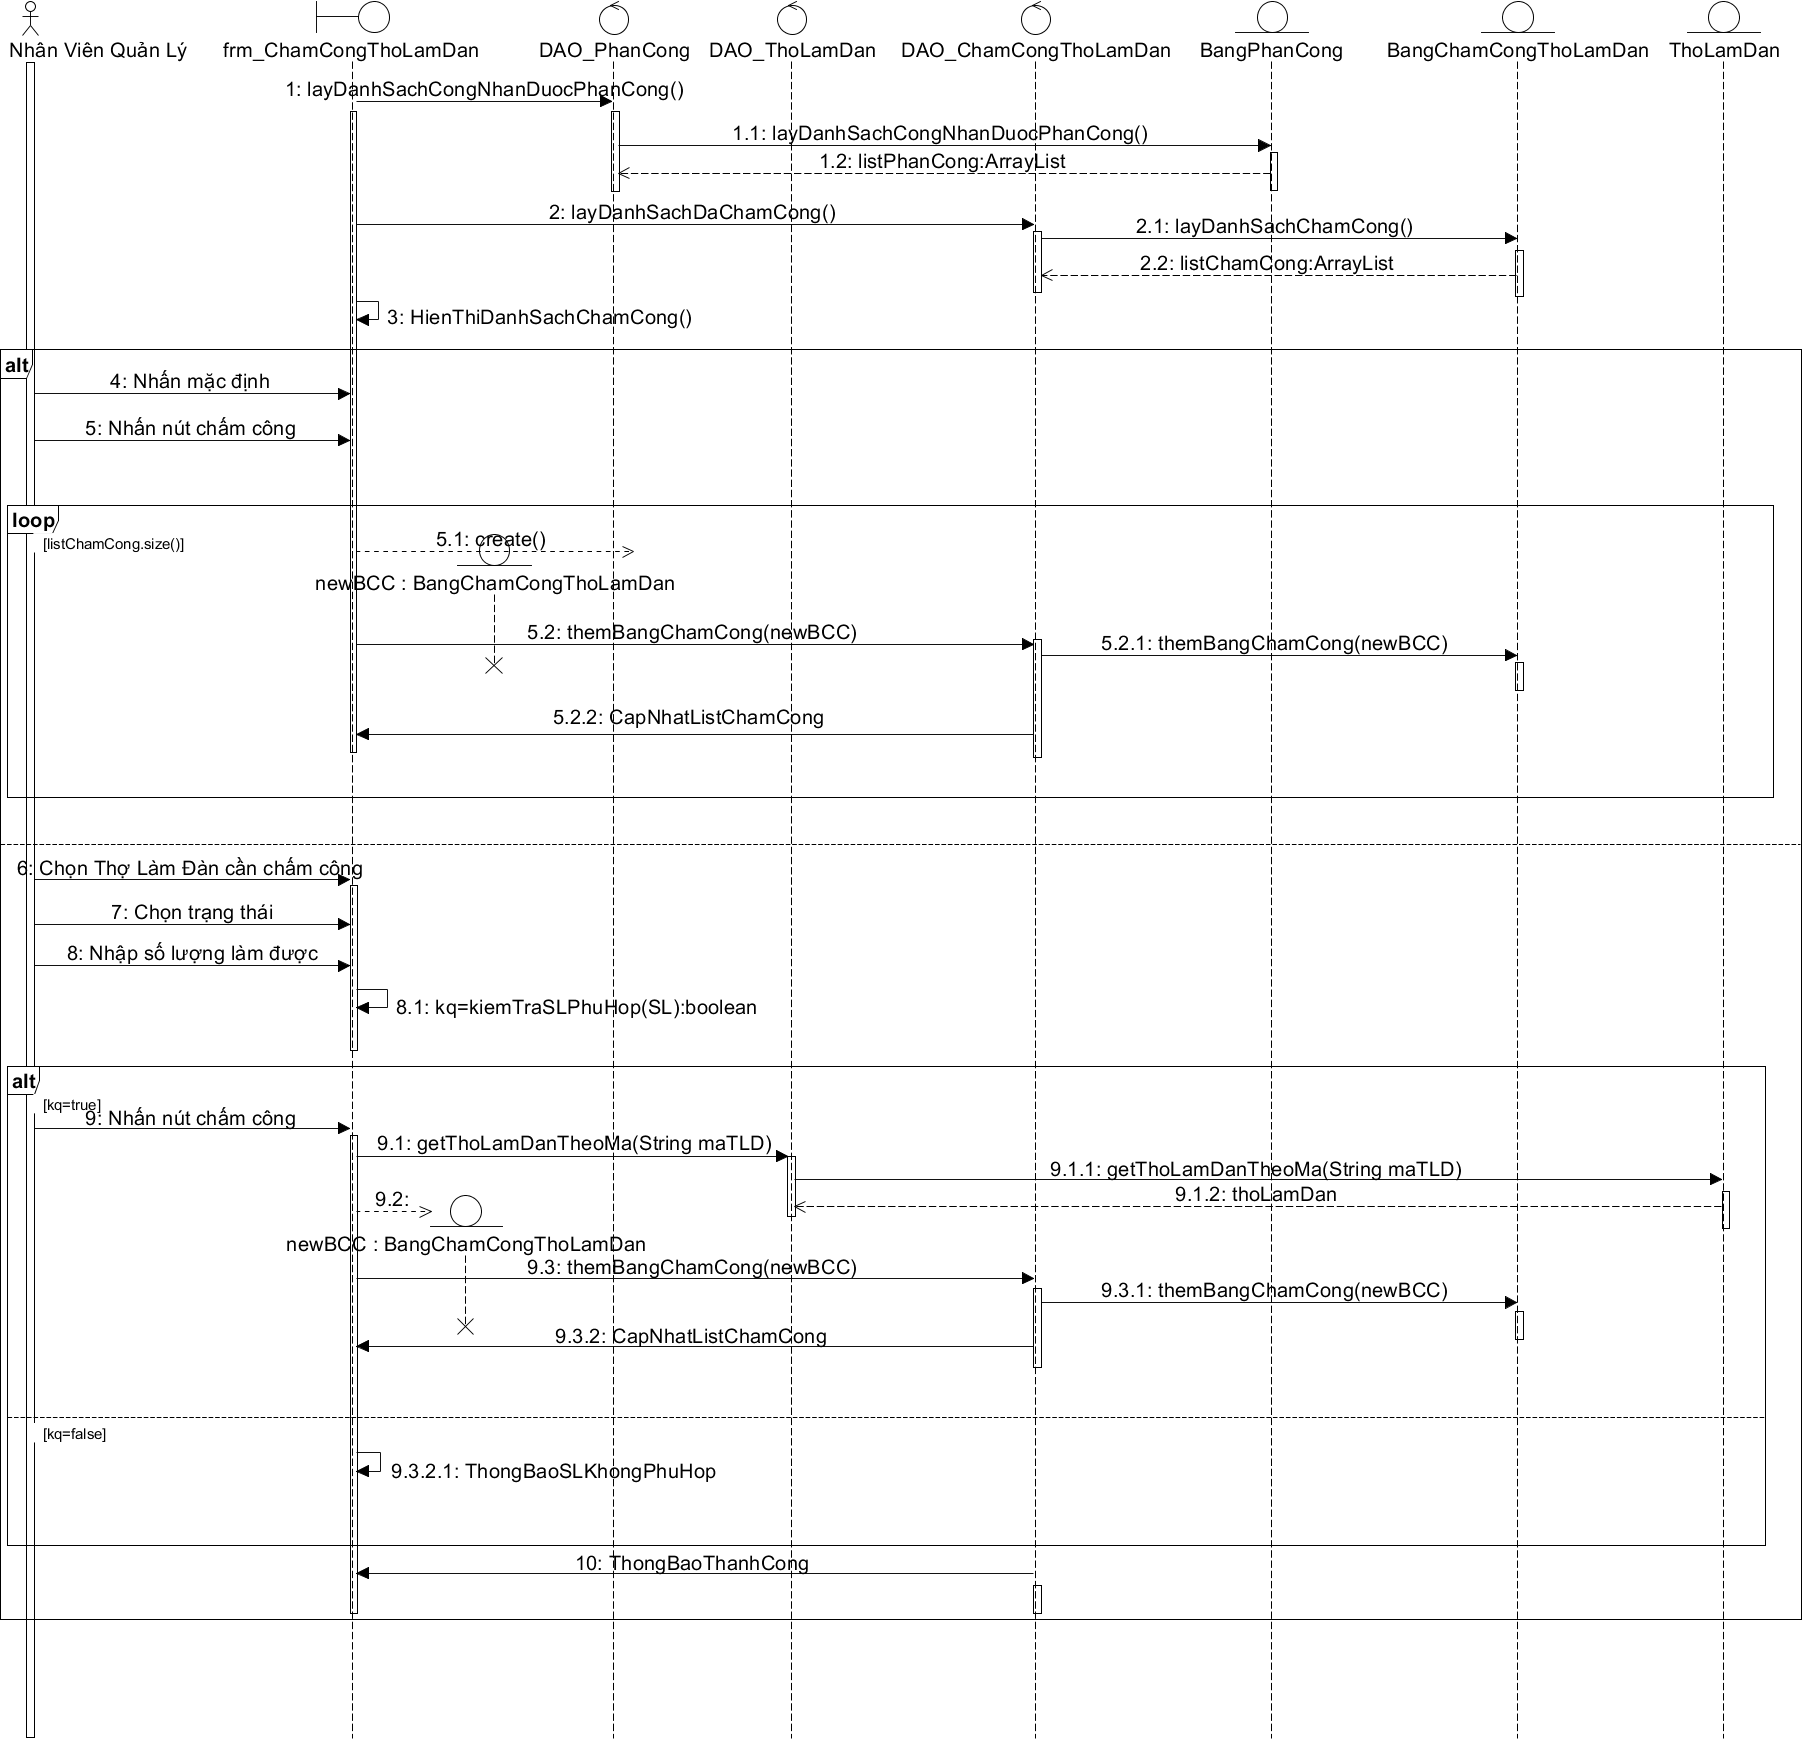 Nhân Viên Quản Lý
frm_ChamCongThoLamDan
DAO_PhanCong
DAO_ThoLamDan
DAO_ChamCongThoLamDan
BangPhanCong
BangChamCongThoLamDan
ThoLamDan
1: layDanhSachCongNhanDuocPhanCong()
1.1: layDanhSachCongNhanDuocPhanCong()
1.2: listPhanCong:ArrayList
2: layDanhSachDaChamCong()
2.1: layDanhSachChamCong()
2.2: listChamCong:ArrayList
3: HienThiDanhSachChamCong()
alt
4: Nhấn mặc định
5: Nhấn nút chấm công
loop
[listChamCong.size()]
5.1: create()
newBCC : BangChamCongThoLamDan
5.2: themBangChamCong(newBCC)
5.2.1: themBangChamCong(newBCC)
5.2.2: CapNhatListChamCong
6: Chọn Thợ Làm Đàn cần chấm công
7: Chọn trạng thái
8: Nhập số lượng làm được
8.1: kq=kiemTraSLPhuHop(SL):boolean
alt
[kq=true]
9: Nhấn nút chấm công
9.1: getThoLamDanTheoMa(String maTLD)
9.1.1: getThoLamDanTheoMa(String maTLD)
9.1.2: thoLamDan
9.2:
newBCC : BangChamCongThoLamDan
9.3: themBangChamCong(newBCC)
9.3.1: themBangChamCong(newBCC)
9.3.2: CapNhatListChamCong
[kq=false]
9.3.2.1: ThongBaoSLKhongPhuHop
10: ThongBaoThanhCong